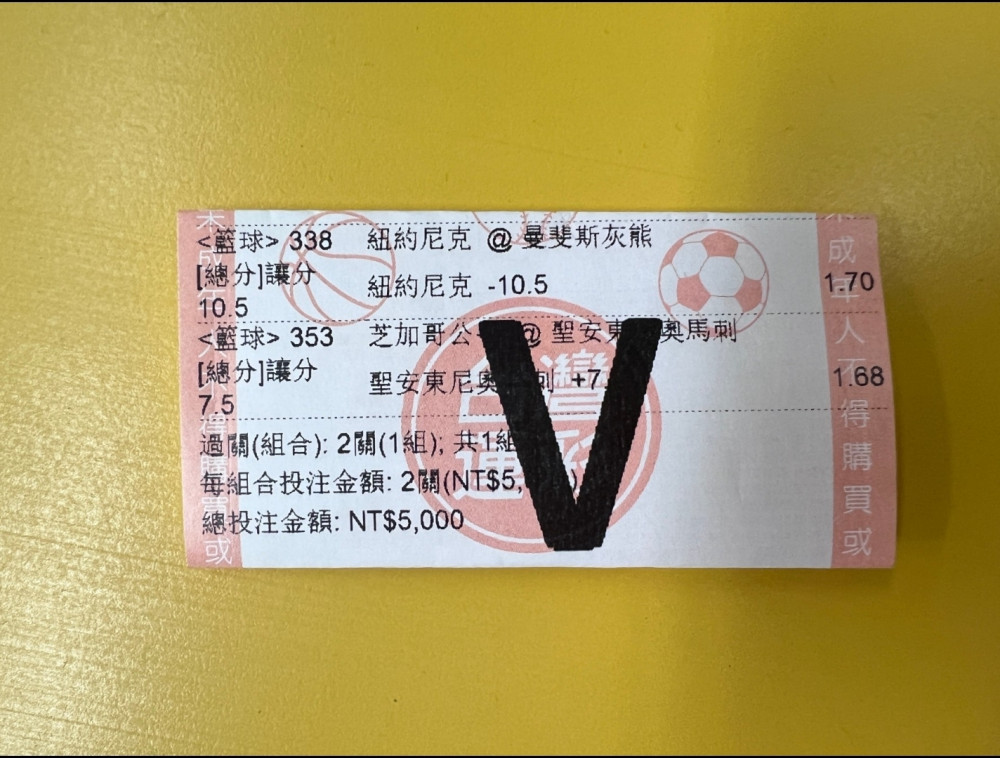 <籃球> 338 紐約尼克 @ 曼斐斯灰熊
[總分]讓分 紐約尼克 -10.5 1.70
10.5
<籃球> 353 芝加哥公 @ 聖安東 奧馬刺
[總分]讓分 聖安東尼奧 刺 +7 1.68
7.5
過關(組合): 2關(1組); 共1組
每組合投注金額: 2關(NT$5,
總投注金額: NT$5,000
V
成年人不得購買或